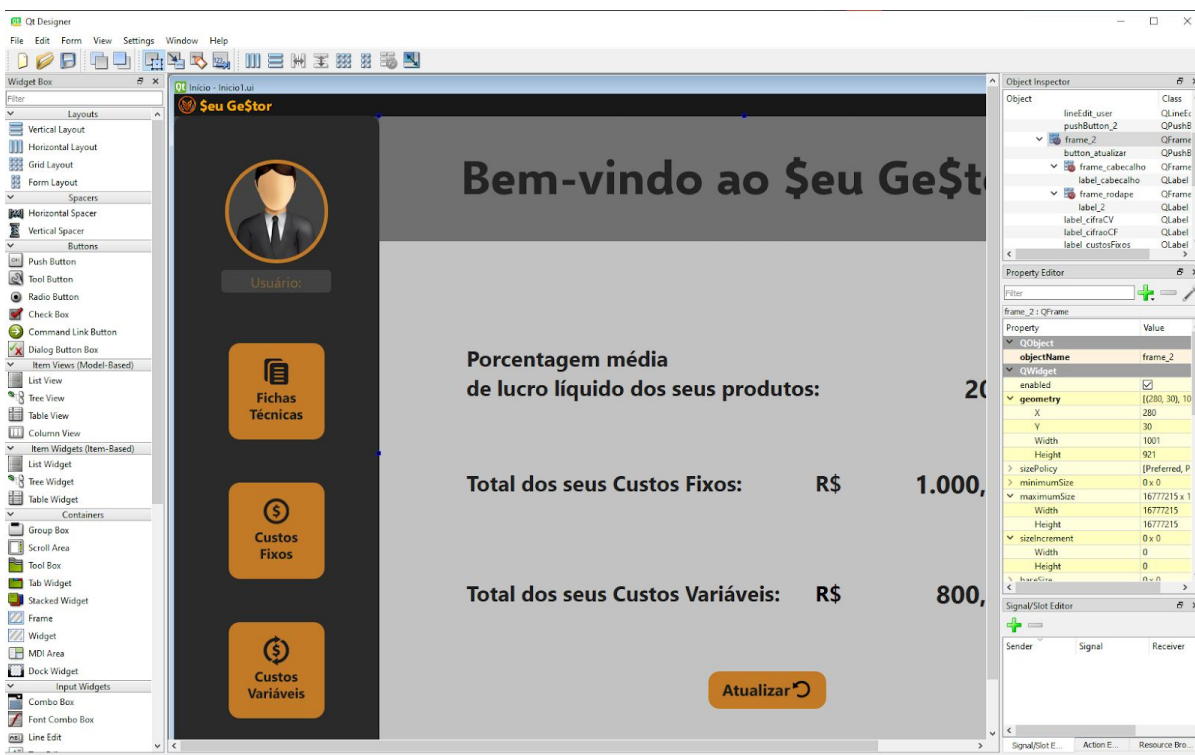 Qt Designer
File Edit Form View Settings Window Help
Widget Box
Filter
Layouts
Vertical Layout
Horizontal Layout
Grid Layout
Form Layout
Spacers
Horizontal Spacer
Vertical Spacer
Buttons
Push Button
Tool Button
Radio Button
Check Box
Command Link Button
Dialog Button Box
Item Views (Model-Based)
List View
Tree View
Table View
Column View
Item Widgets (Item-Based)
List Widget
Tree Widget
Table Widget
Containers
Group Box
Scroll Area
Tool Box
Tab Widget
Stacked Widget
Frame
Widget
MDI Area
Dock Widget
Input Widgets
Combo Box
Font Combo Box
Line Edit
Início - Inicio1.ui
$eu Ge$tor
Usuário:
Fichas
Técnicas
Custos
Fixos
Custos
Variáveis
Bem-vindo ao $eu Ge$t
Porcentagem média
de lucro líquido dos seus produtos: 20
Total dos seus Custos Fixos: R$ 1.000,
Total dos seus Custos Variáveis: R$ 800,
Atualizar
Object Inspector
Object Class
lineEdit_user QLineEc
pushButton_2 QPushB
frame_2 QFrame
button_atualizar QPushB
frame_cabecalho QFrame
label_cabecalho QLabel
frame_rodape QFrame
label_2 QLabel
label_cifraCV QLabel
label_cifraoCF QLabel
label_custosFixos QLabel
Property Editor
Filter
frame_2 : QFrame
Property Value
QObject
objectName frame_2
QWidget
enabled
geometry [(280, 30), 10
X 280
Y 30
Width 1001
Height 921
sizePolicy [Preferred, P
minimumSize 0 x 0
maximumSize 16777215 x 1
Width 16777215
Height 16777215
sizeIncrement 0 x 0
Width 0
Height 0
baseSize 0 x 0
Signal/Slot Editor
Sender Signal Receiver
Signal/Slot E... Action E... Resource Bro...